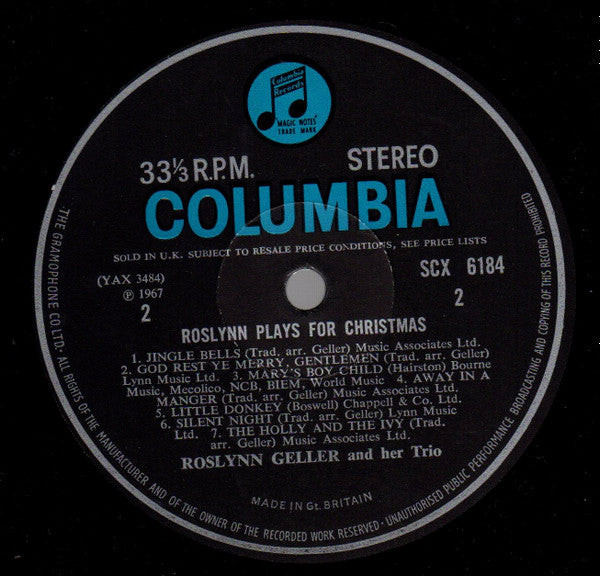 Columbia
Records
"MAGIC NOTES"
TRADE MARK
33⅓ R.P.M.
STEREO
COLUMBIA
SOLD IN U.K. SUBJECT TO RESALE PRICE CONDITIONS, SEE PRICE LISTS
(YAX 3484)
℗ 1967
2
SCX 6184
2
ROSLYNN PLAYS FOR CHRISTMAS
1. JINGLE BELLS (Trad. arr. Geller) Music Associates Ltd.
2. GOD REST YE MERRY, GENTLEMEN (Trad. arr. Geller)
Lynn Music Ltd. 3. MARY'S BOY CHILD (Hairston) Bourne
Music, Mecolico, NCB, BIEM, World Music 4. AWAY IN A
MANGER (Trad. arr. Geller) Music Associates Ltd.
5. LITTLE DONKEY (Boswell) Chappell & Co. Ltd.
6. SILENT NIGHT (Trad. arr. Geller) Lynn Music
Ltd. 7. THE HOLLY AND THE IVY (Trad.
arr. Geller) Music Associates Ltd.
ROSLYNN GELLER and her Trio
MADE IN Gt. BRITAIN
THE GRAMOPHONE CO. LTD. · ALL RIGHTS OF THE MANUFACTURER AND OF THE OWNER OF THE RECORDED WORK RESERVED · UNAUTHORISED PUBLIC PERFORMANCE BROADCASTING AND COPYING OF THIS RECORD PROHIBITED